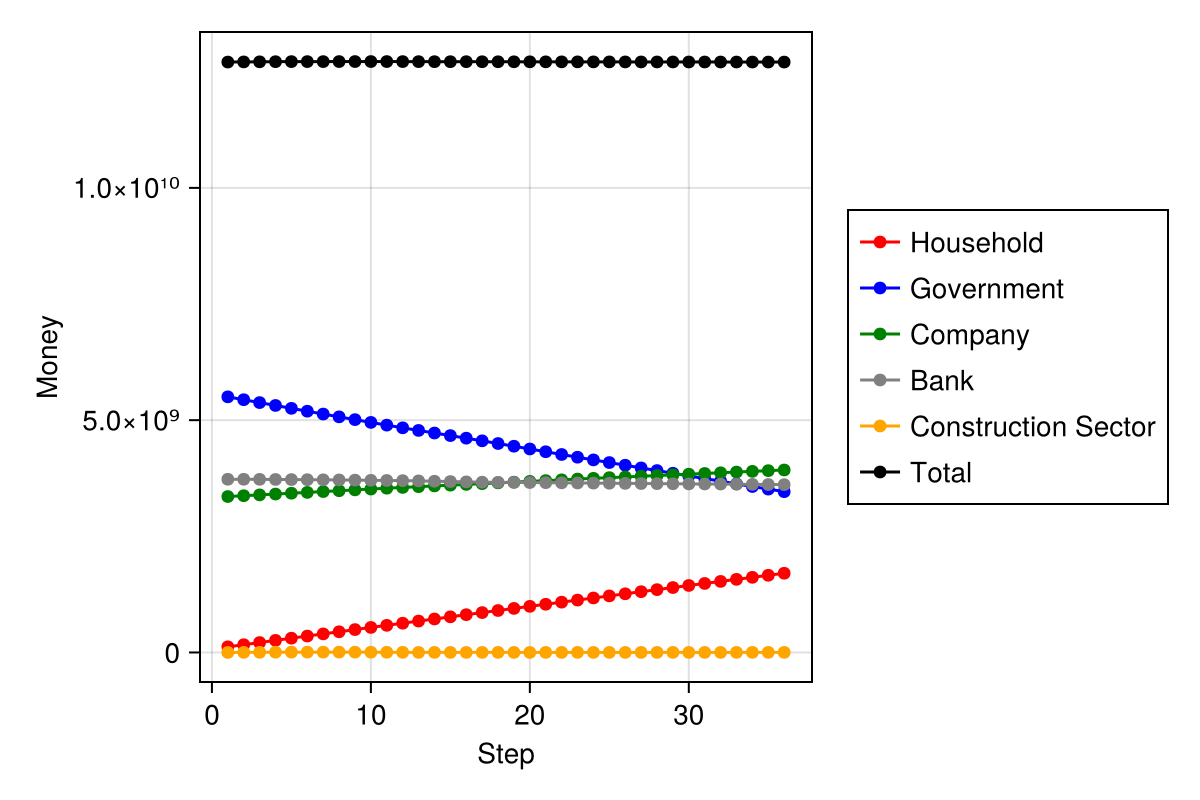 Money
1.0×10¹⁰
5.0×10⁹
0
0 10 20 30
Step
Household
Government
Company
Bank
Construction Sector
Total